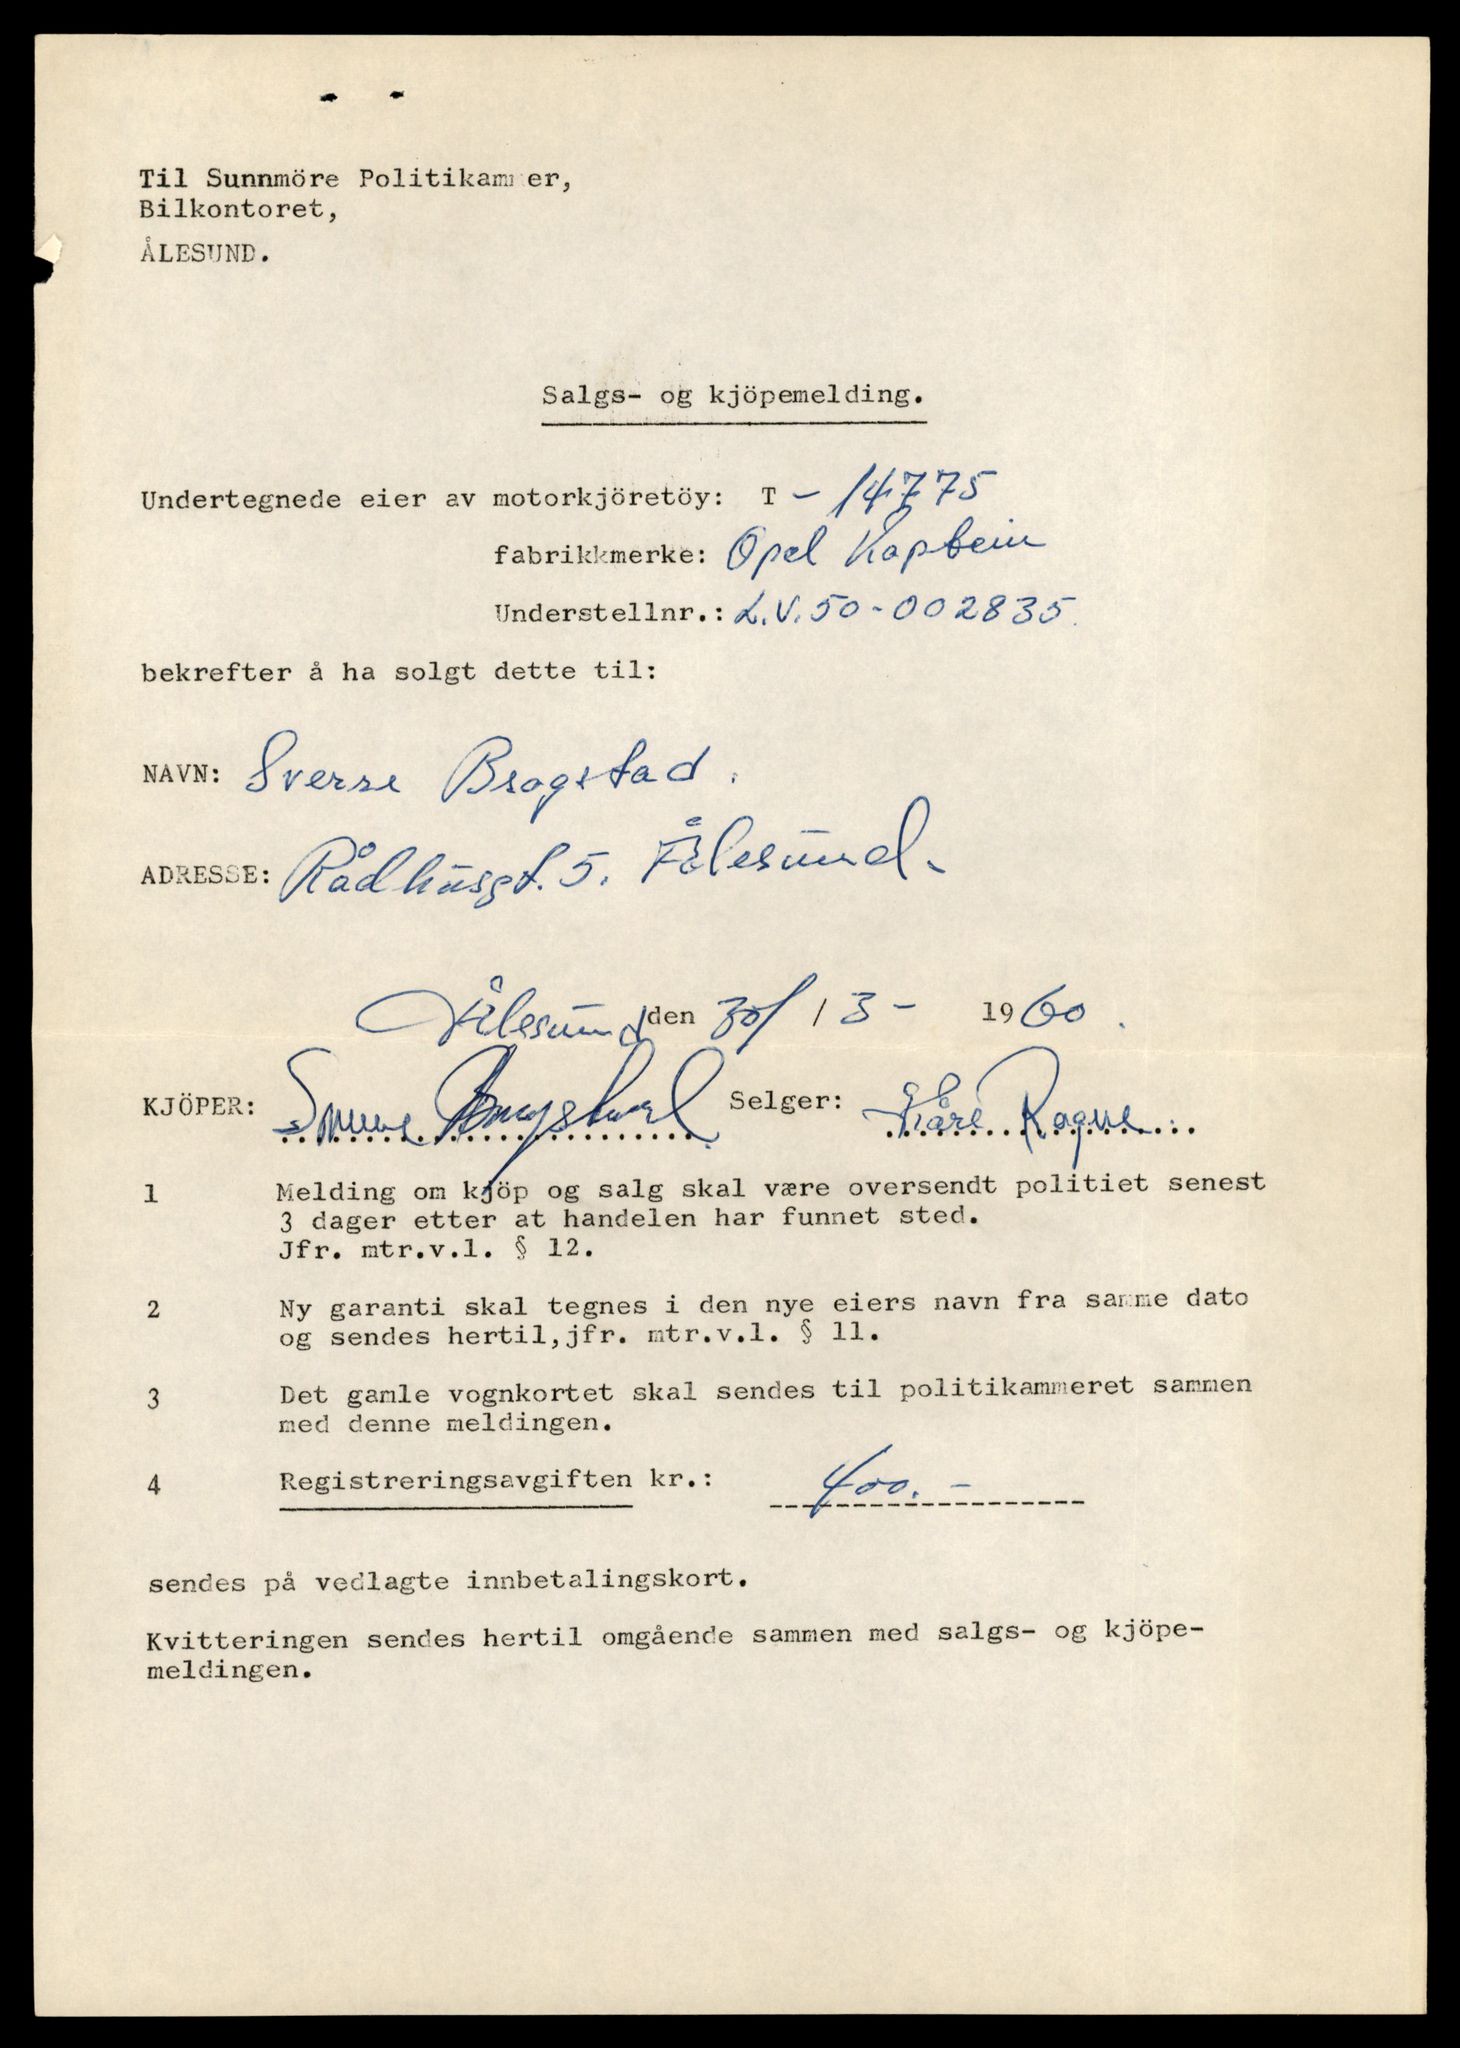 Til Sunnmöre Politikammer,
Bilkontoret,
ÅLESUND.
Salgs- og kjöpemelding.
Undertegnede eier av motorkjöretöy: T - 14775
fabrikkmerke: Opel Kaptein
Understellnr.: L.V.50-002835.
bekrefter å ha solgt dette til:
NAVN: Sverre Brogstad.
ADRESSE: Rådhusgt. 5. Ålesund.
Ålesund den 30/ / 3 - 1960.
KJÖPER: Selger: Kåre Rogne
1 Melding om kjöp og salg skal være oversendt politiet senest
3 dager etter at handelen har funnet sted.
Jfr. mtr.v.l. § 12.
2 Ny garanti skal tegnes i den nye eiers navn fra samme dato
og sendes hertil,jfr. mtr.v.l. § 11.
3 Det gamle vognkortet skal sendes til politikammeret sammen
med denne meldingen.
4 Registreringsavgiften kr.: 400.-
sendes på vedlagte innbetalingskort.
Kvitteringen sendes hertil omgående sammen med salgs- og kjöpe-
meldingen.